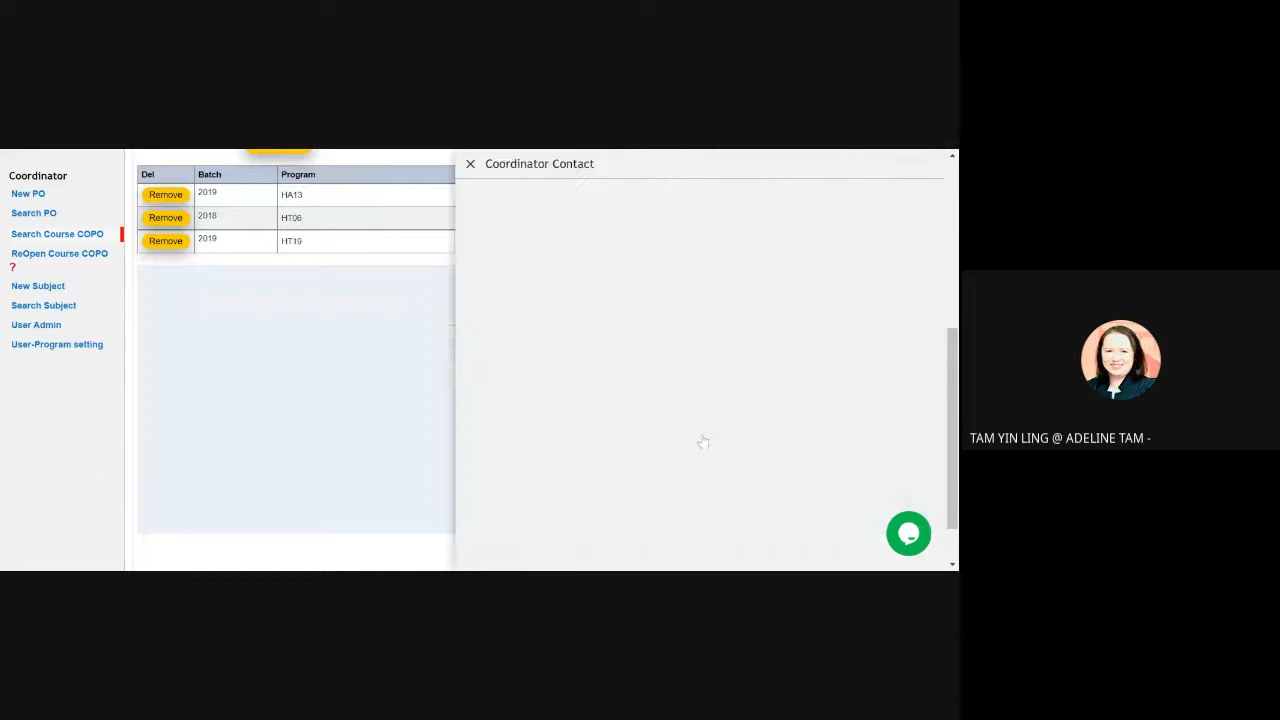 Coordinator
New PO
Search PO
Search Course COPO
ReOpen Course COPO
?
New Subject
Search Subject
User Admin
User-Program setting
Del Batch Program
Remove 2019 HA13
Remove 2018 HT06
Remove 2019 HT19
× Coordinator Contact
TAM YIN LING @ ADELINE TAM -